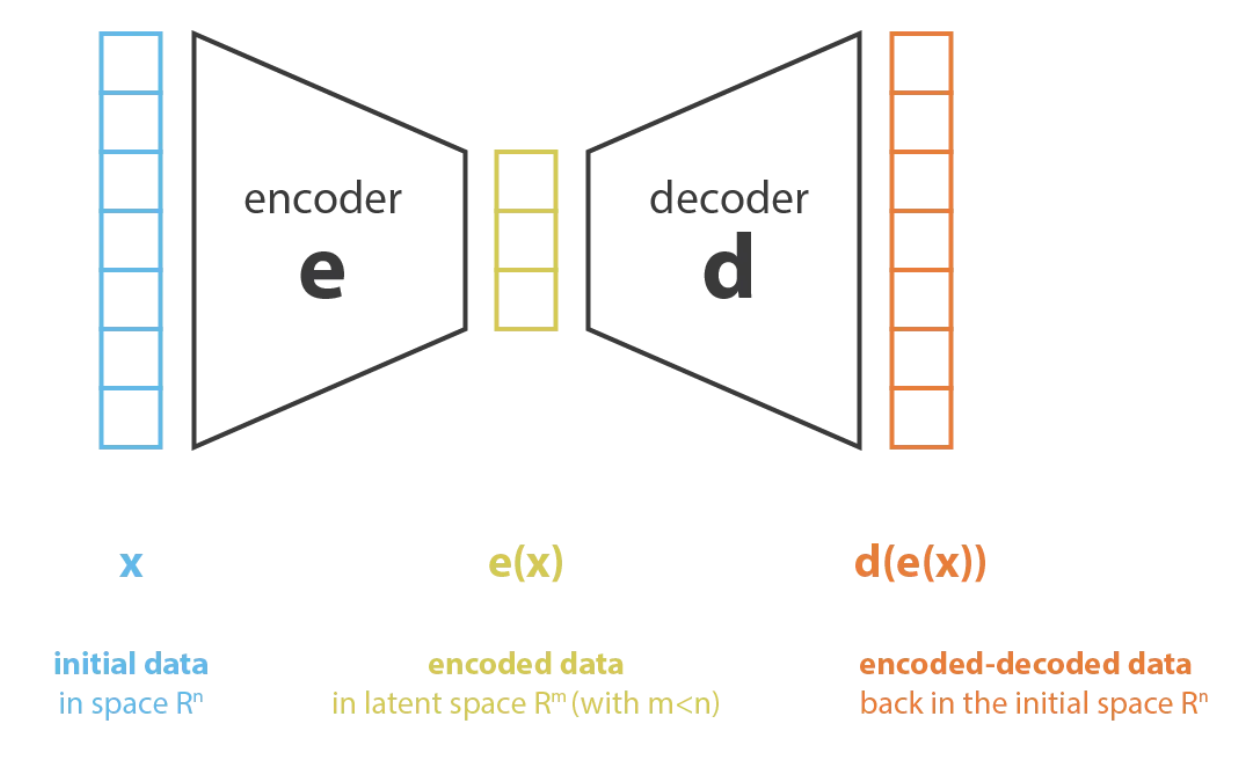 encoder
e
decoder
d
x
e(x)
d(e(x))
initial data
in space Rⁿ
encoded data
in latent space Rᵐ (with m<n)
encoded-decoded data
back in the initial space Rⁿ